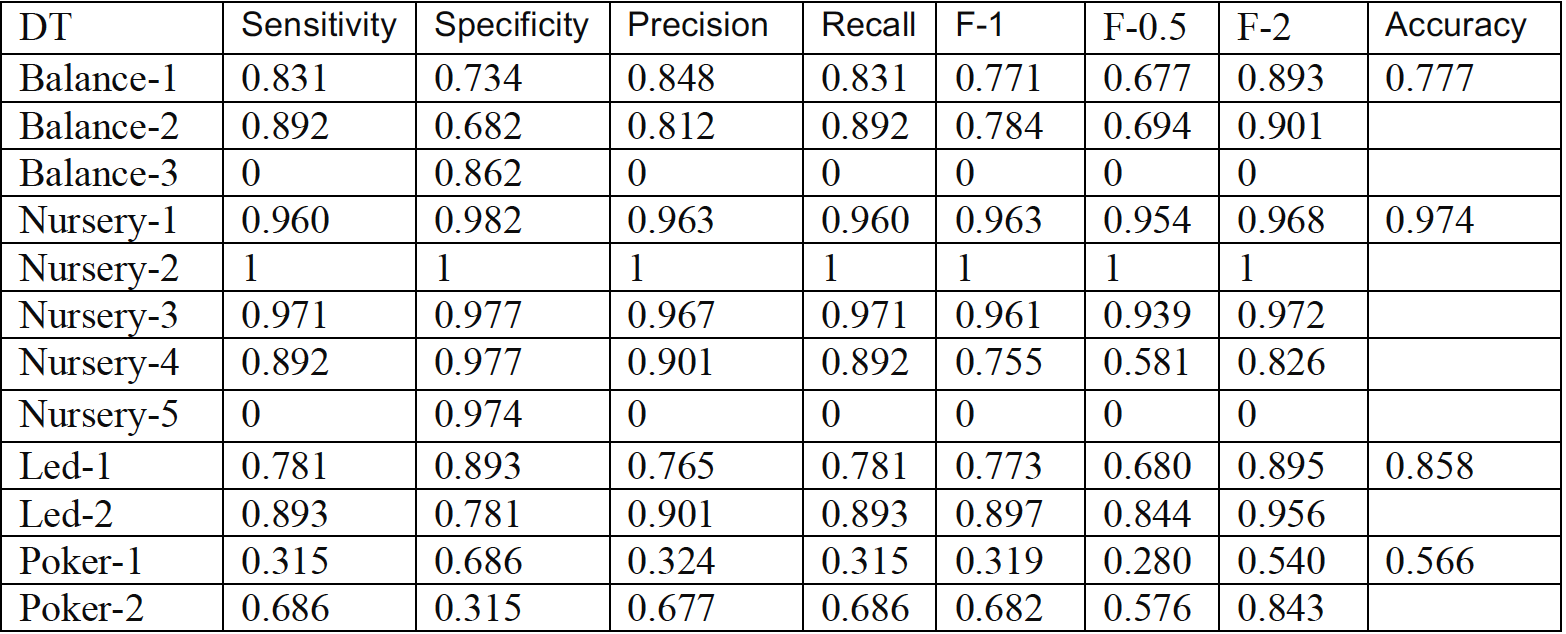 DT Sensitivity Specificity Precision Recall F-1 F-0.5 F-2 Accuracy
Balance-1 0.831 0.734 0.848 0.831 0.771 0.677 0.893 0.777
Balance-2 0.892 0.682 0.812 0.892 0.784 0.694 0.901
Balance-3 0 0.862 0 0 0 0 0
Nursery-1 0.960 0.982 0.963 0.960 0.963 0.954 0.968 0.974
Nursery-2 1 1 1 1 1 1 1
Nursery-3 0.971 0.977 0.967 0.971 0.961 0.939 0.972
Nursery-4 0.892 0.977 0.901 0.892 0.755 0.581 0.826
Nursery-5 0 0.974 0 0 0 0 0
Led-1 0.781 0.893 0.765 0.781 0.773 0.680 0.895 0.858
Led-2 0.893 0.781 0.901 0.893 0.897 0.844 0.956
Poker-1 0.315 0.686 0.324 0.315 0.319 0.280 0.540 0.566
Poker-2 0.686 0.315 0.677 0.686 0.682 0.576 0.843